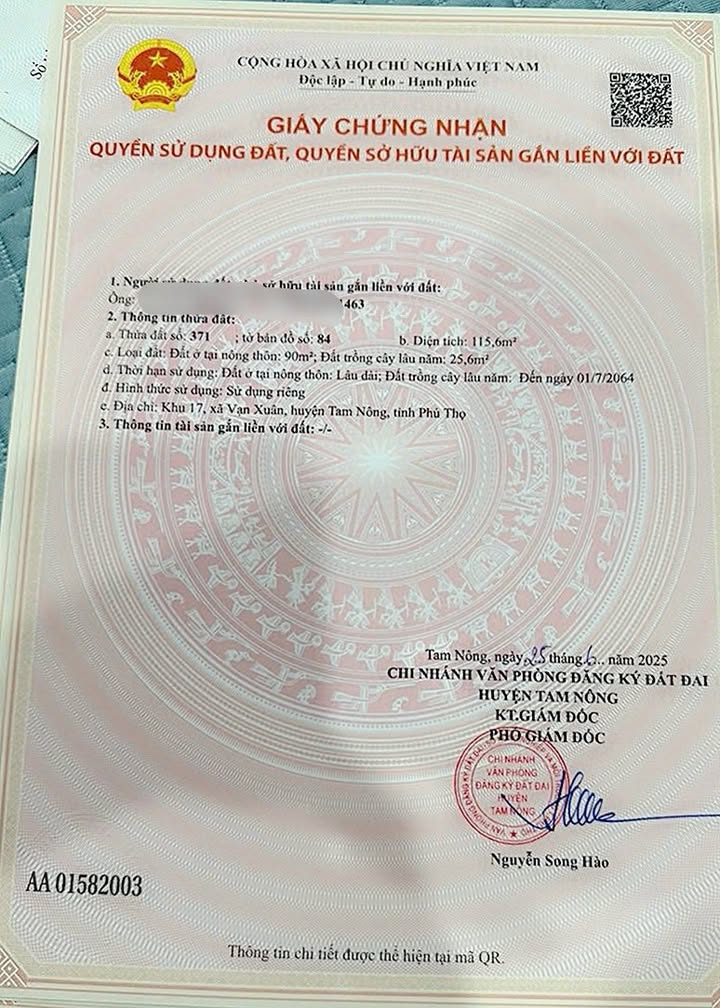 Số
CỘNG HÒA XÃ HỘI CHỦ NGHĨA VIỆT NAM
Độc lập - Tự do - Hạnh phúc
GIẤY CHỨNG NHẬN
QUYỀN SỬ DỤNG ĐẤT, QUYỀN SỞ HỮU TÀI SẢN GẮN LIỀN VỚI ĐẤT
1. Người sử dụng sở hữu tài sản gắn liền với đất:
Ông: 1463
2. Thông tin thửa đất:
a. Thửa đất số: 371 ; tờ bản đồ số: 84 b. Diện tích: 115,6m²
c. Loại đất: Đất ở tại nông thôn: 90m²; Đất trồng cây lâu năm: 25,6m²
d. Thời hạn sử dụng: Đất ở tại nông thôn: Lâu dài; Đất trồng cây lâu năm: Đến ngày 01/7/2064
đ. Hình thức sử dụng: Sử dụng riêng
e. Địa chỉ: Khu 17, xã Vạn Xuân, huyện Tam Nông, tỉnh Phú Thọ
3. Thông tin tài sản gắn liền với đất: -/-
Tam Nông, ngày 25 tháng 6.. năm 2025
CHI NHÁNH VĂN PHÒNG ĐĂNG KÝ ĐẤT ĐAI
HUYỆN TAM NÔNG
KT.GIÁM ĐỐC
PHÓ GIÁM ĐỐC
CHI NHÁNH
VĂN PHÒNG
ĐĂNG KÝ ĐẤT ĐAI
HUYỆN
TAM NÔNG
Nguyễn Song Hào
AA 01582003
Thông tin chi tiết được thể hiện tại mã QR.